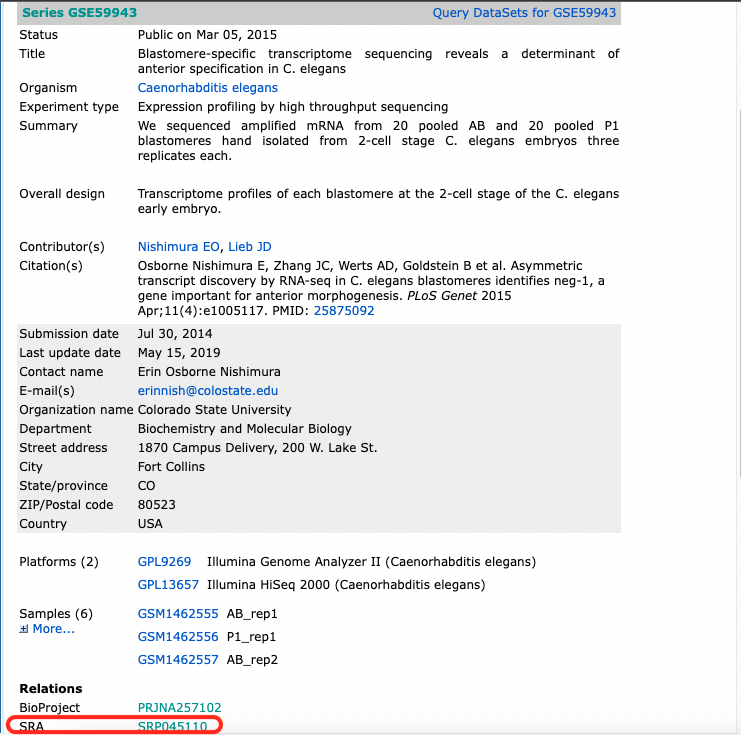 Series GSE59943 Query DataSets for GSE59943
Status Public on Mar 05, 2015
Title Blastomere-specific transcriptome sequencing reveals a determinant of
anterior specification in C. elegans
Organism Caenorhabditis elegans
Experiment type Expression profiling by high throughput sequencing
Summary We sequenced amplified mRNA from 20 pooled AB and 20 pooled P1
blastomeres hand isolated from 2-cell stage C. elegans embryos three
replicates each.
Overall design Transcriptome profiles of each blastomere at the 2-cell stage of the C. elegans
early embryo.
Contributor(s) Nishimura EO, Lieb JD
Citation(s) Osborne Nishimura E, Zhang JC, Werts AD, Goldstein B et al. Asymmetric
transcript discovery by RNA-seq in C. elegans blastomeres identifies neg-1, a
gene important for anterior morphogenesis. PLoS Genet 2015
Apr;11(4):e1005117. PMID: 25875092
Submission date Jul 30, 2014
Last update date May 15, 2019
Contact name Erin Osborne Nishimura
E-mail(s) erinnish@colostate.edu
Organization name Colorado State University
Department Biochemistry and Molecular Biology
Street address 1870 Campus Delivery, 200 W. Lake St.
City Fort Collins
State/province CO
ZIP/Postal code 80523
Country USA
Platforms (2) GPL9269 Illumina Genome Analyzer II (Caenorhabditis elegans)
GPL13657 Illumina HiSeq 2000 (Caenorhabditis elegans)
Samples (6) GSM1462555 AB_rep1
More...
GSM1462556 P1_rep1
GSM1462557 AB_rep2
Relations
BioProject PRJNA257102
SRA SRP045110